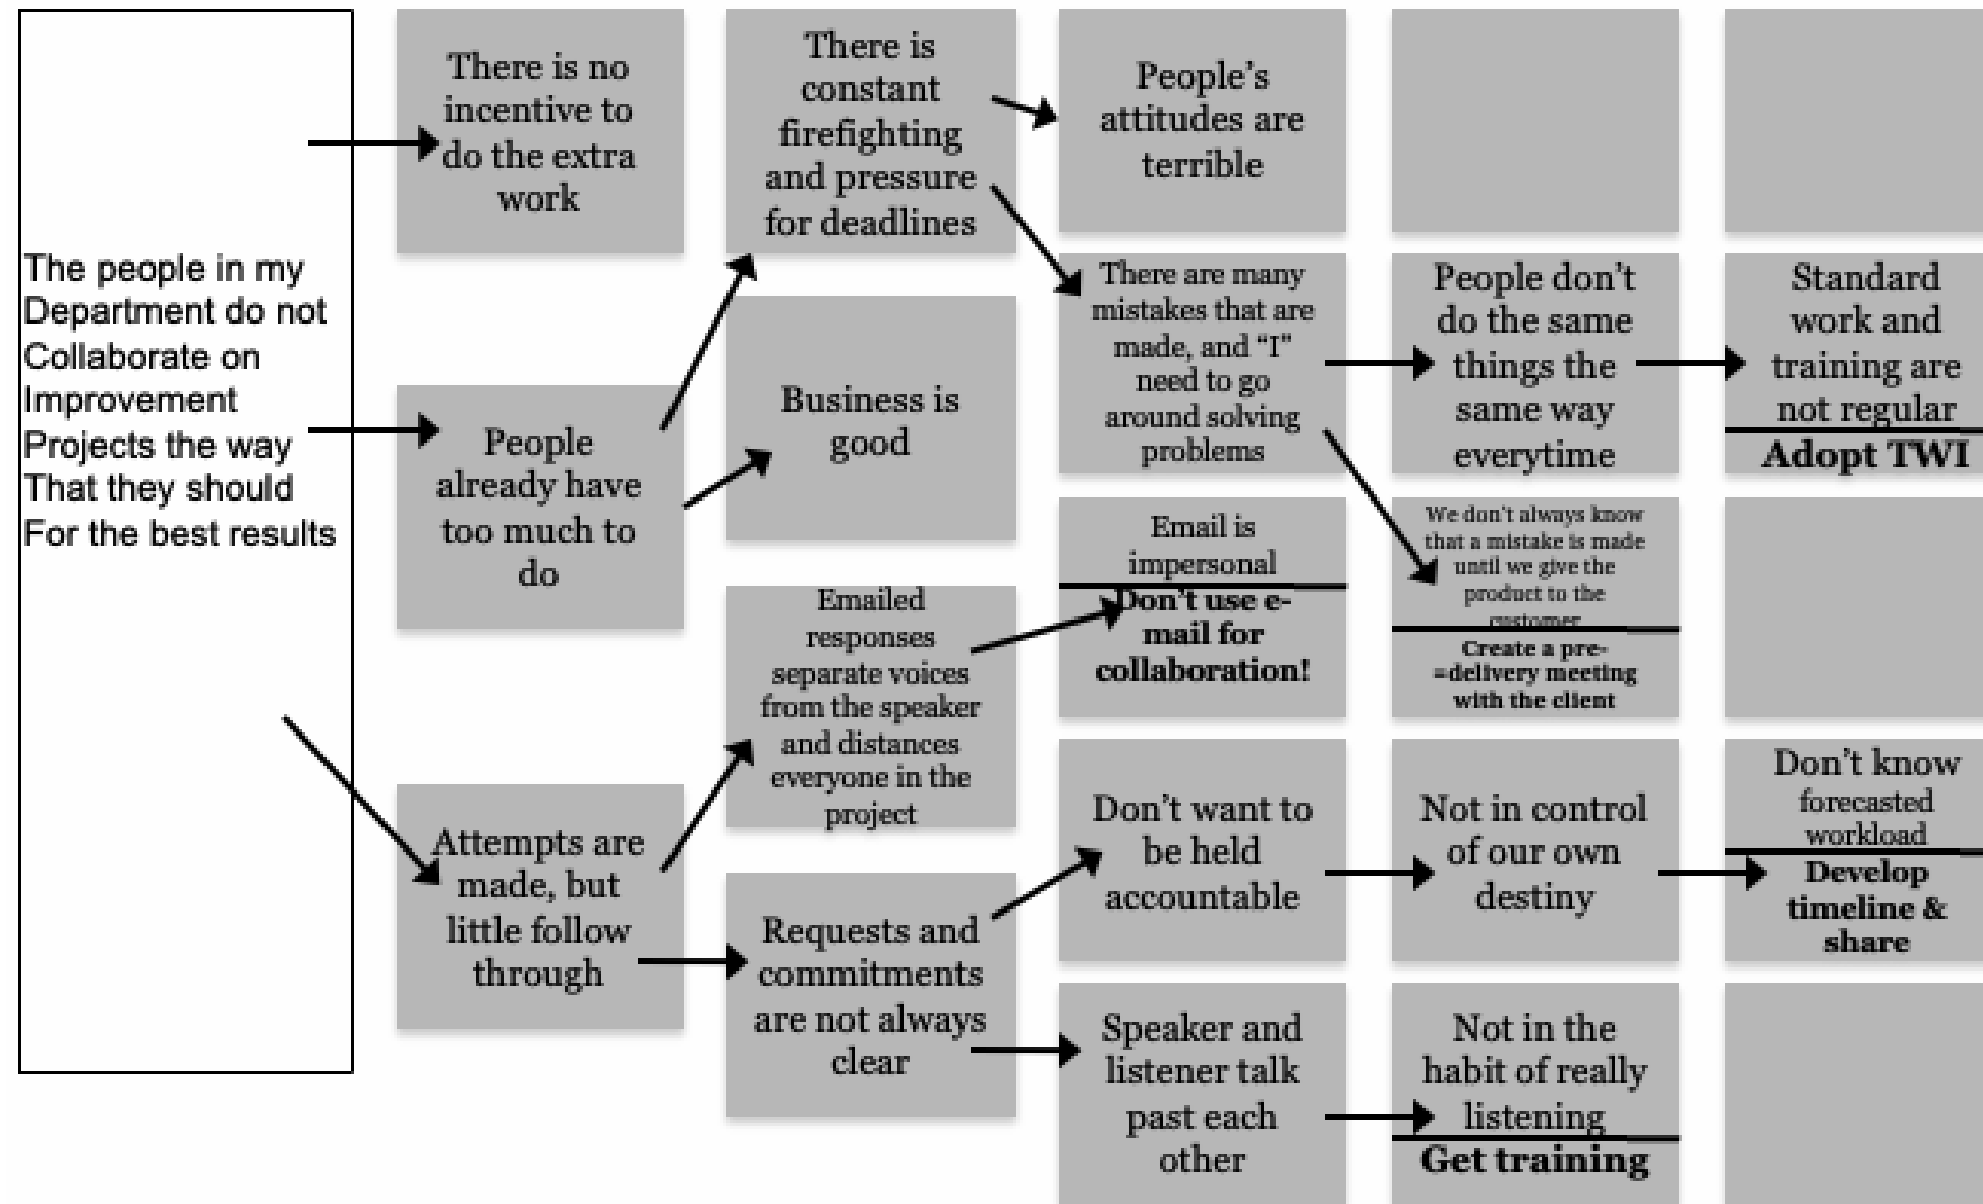 The people in my
Department do not
Collaborate on
Improvement
Projects the way
That they should
For the best results
There is no
incentive to
do the extra
work
People
already have
too much to
do
Attempts are
made, but
little follow
through
There is
constant
firefighting
and pressure
for deadlines
Business is
good
Emailed
responses
separate voices
from the speaker
and distances
everyone in the
project
Requests and
commitments
are not always
clear
People's
attitudes are
terrible
There are many
mistakes that are
made, and “I”
need to go
around solving
problems
Email is
impersonal
Don't use e-
mail for
collaboration!
Don't want to
be held
accountable
Speaker and
listener talk
past each
other
People don't
do the same
things the
same way
everytime
We don't always know
that a mistake is made
until we give the
product to the
customer
Create a pre-
=delivery meeting
with the client
Not in control
of our own
destiny
Not in the
habit of really
listening
Get training
Standard
work and
training are
not regular
Adopt TWI
Don't know
forecasted
workload
Develop
timeline &
share